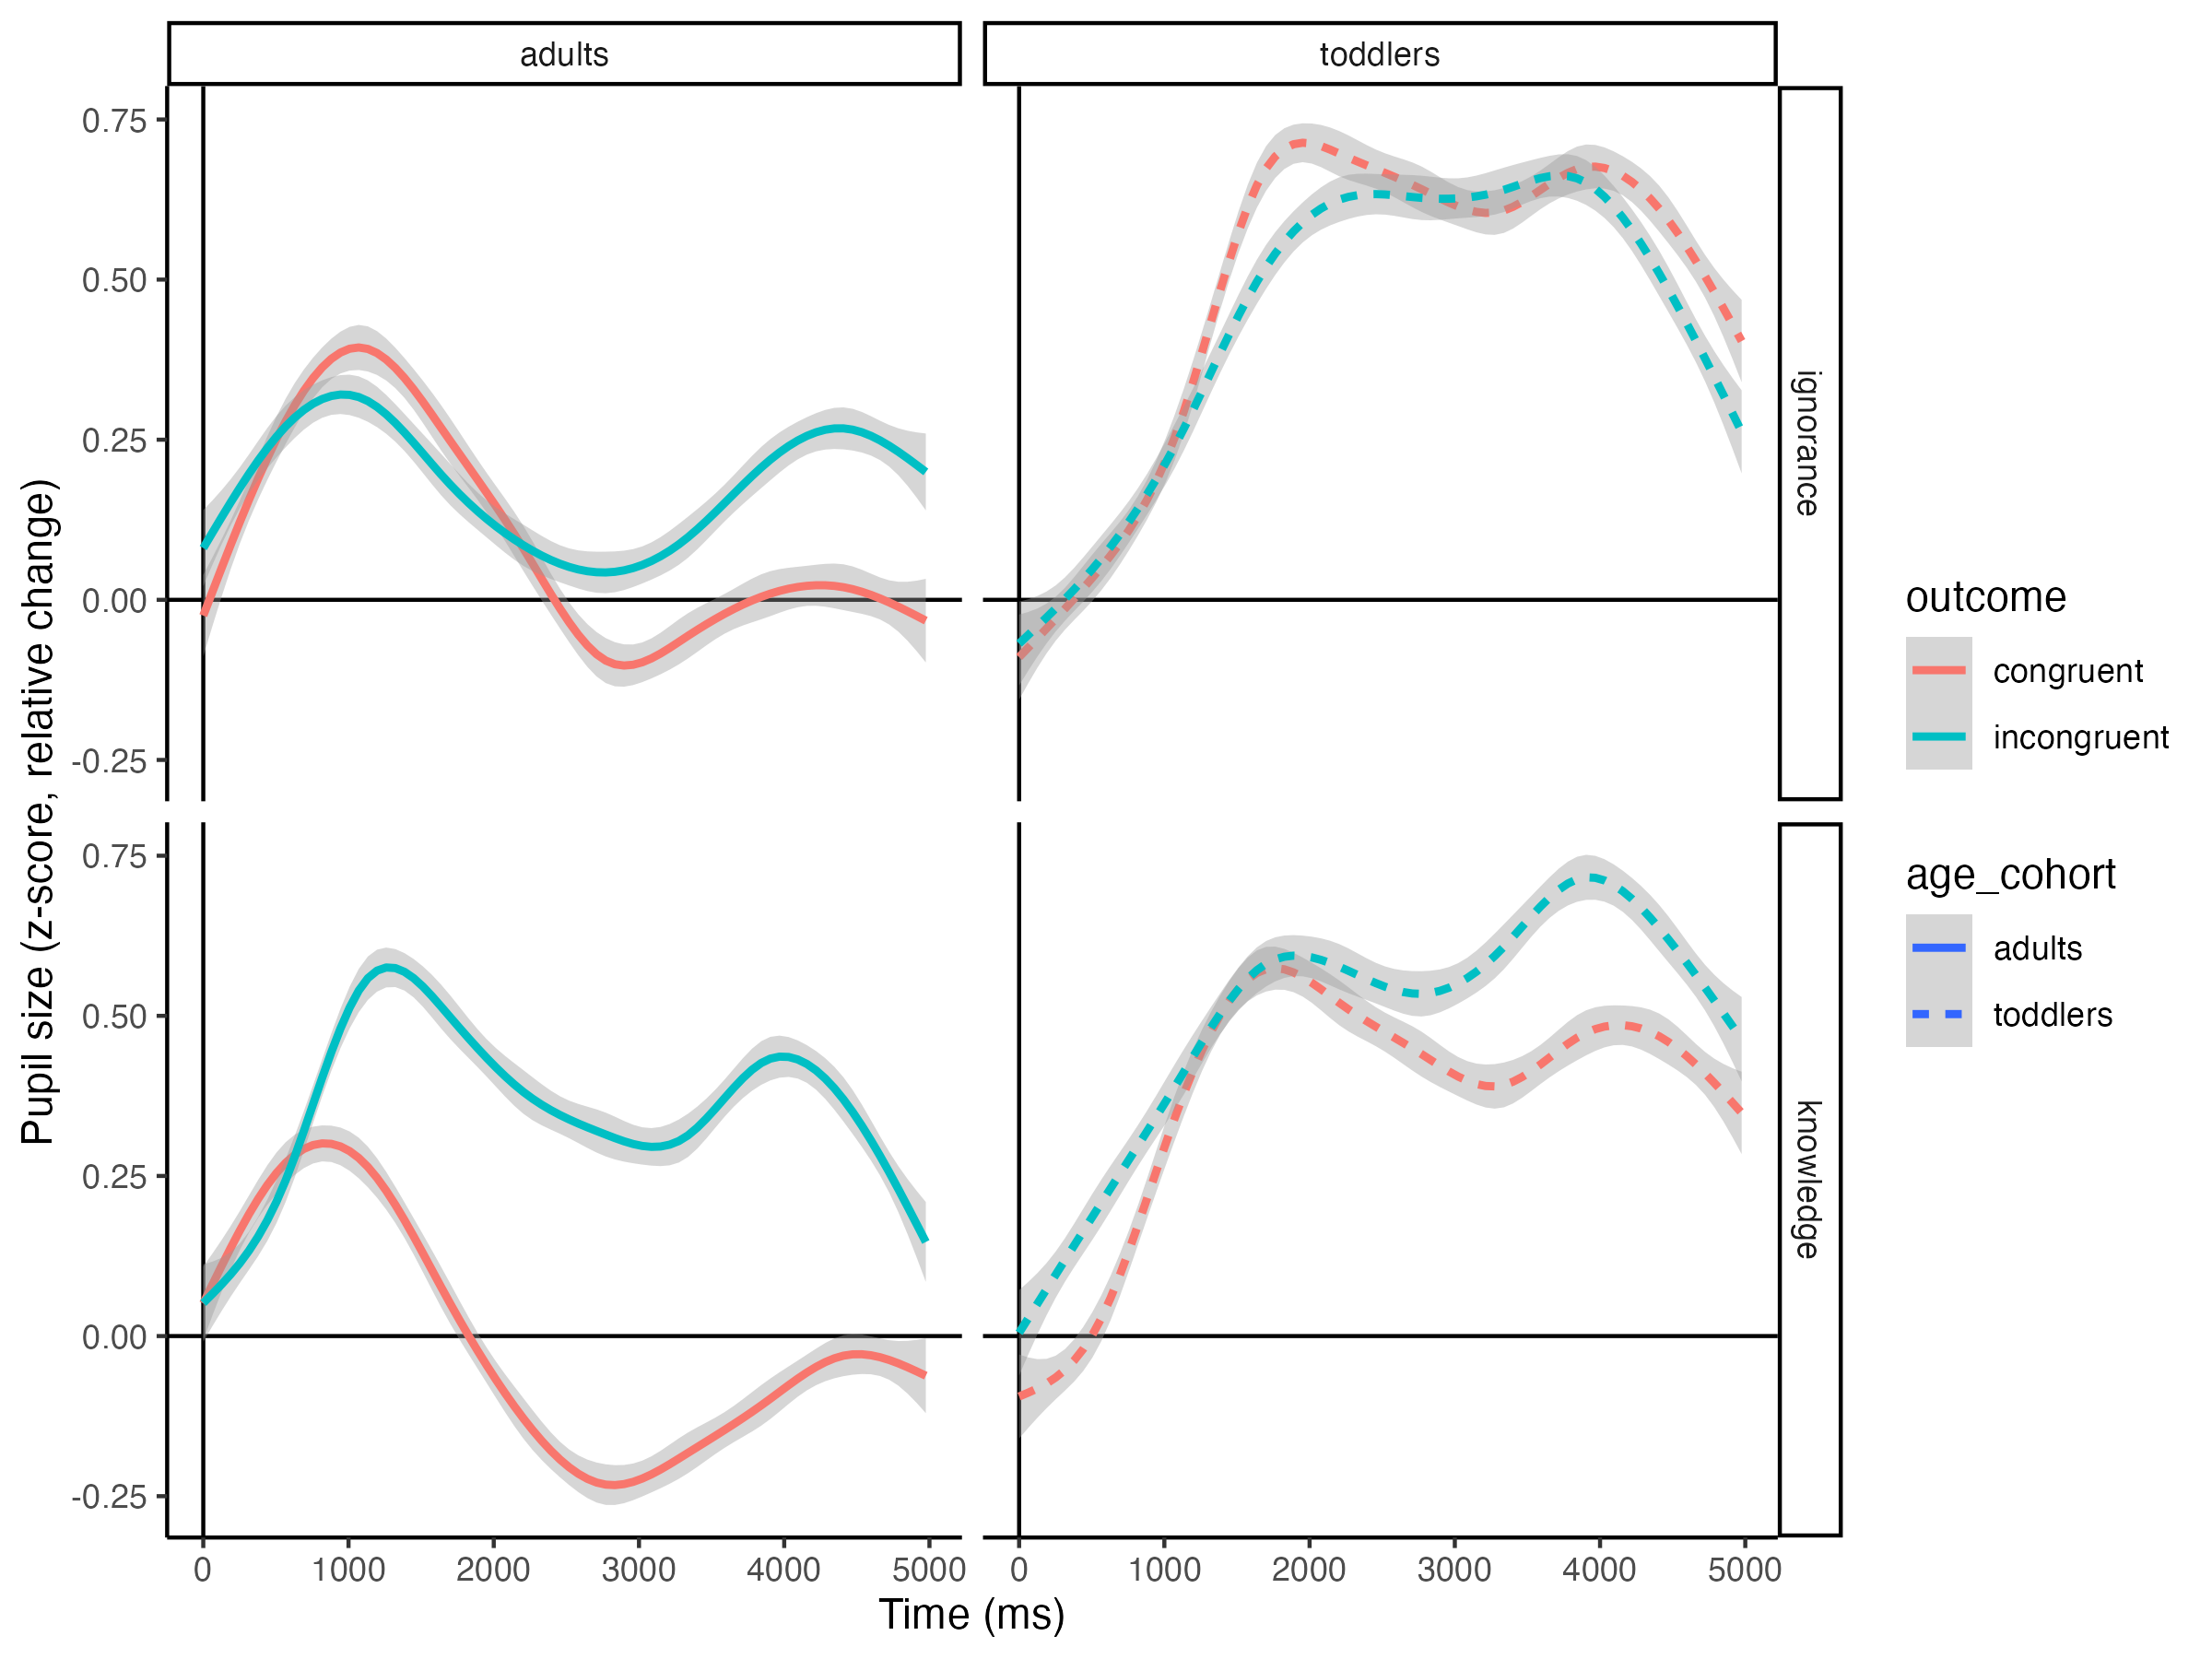 adults
toddlers
Pupil size (z-score, relative change)
0.75
0.50
0.25
0.00
-0.25
ignorance
0.75
0.50
0.25
0.00
-0.25
knowledge
0 1000 2000 3000 4000 5000
0 1000 2000 3000 4000 5000
Time (ms)
outcome
congruent
incongruent
age_cohort
adults
toddlers